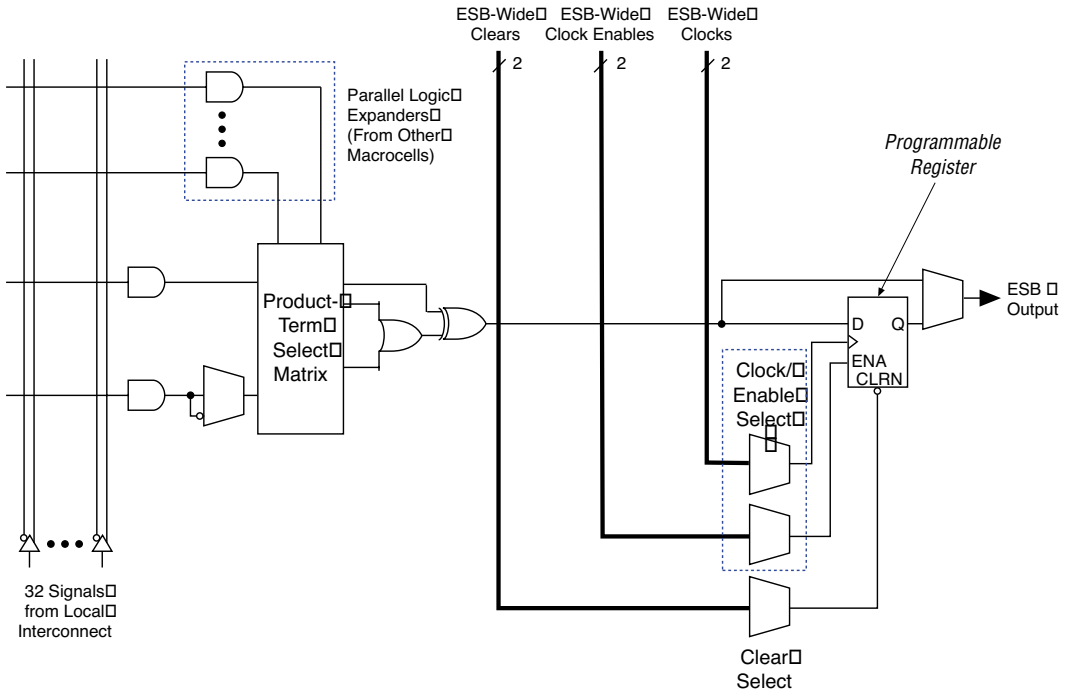 ESB-Wide
Clears
ESB-Wide
Clock Enables
ESB-Wide
Clocks
2
2
2
Parallel Logic
Expanders
(From Other
Macrocells)
Programmable
Register
Product-
Term
Select
Matrix
ESB
Output
D
Q
ENA
CLRN
Clock/
Enable
Select
32 Signals
from Local
Interconnect
Clear
Select